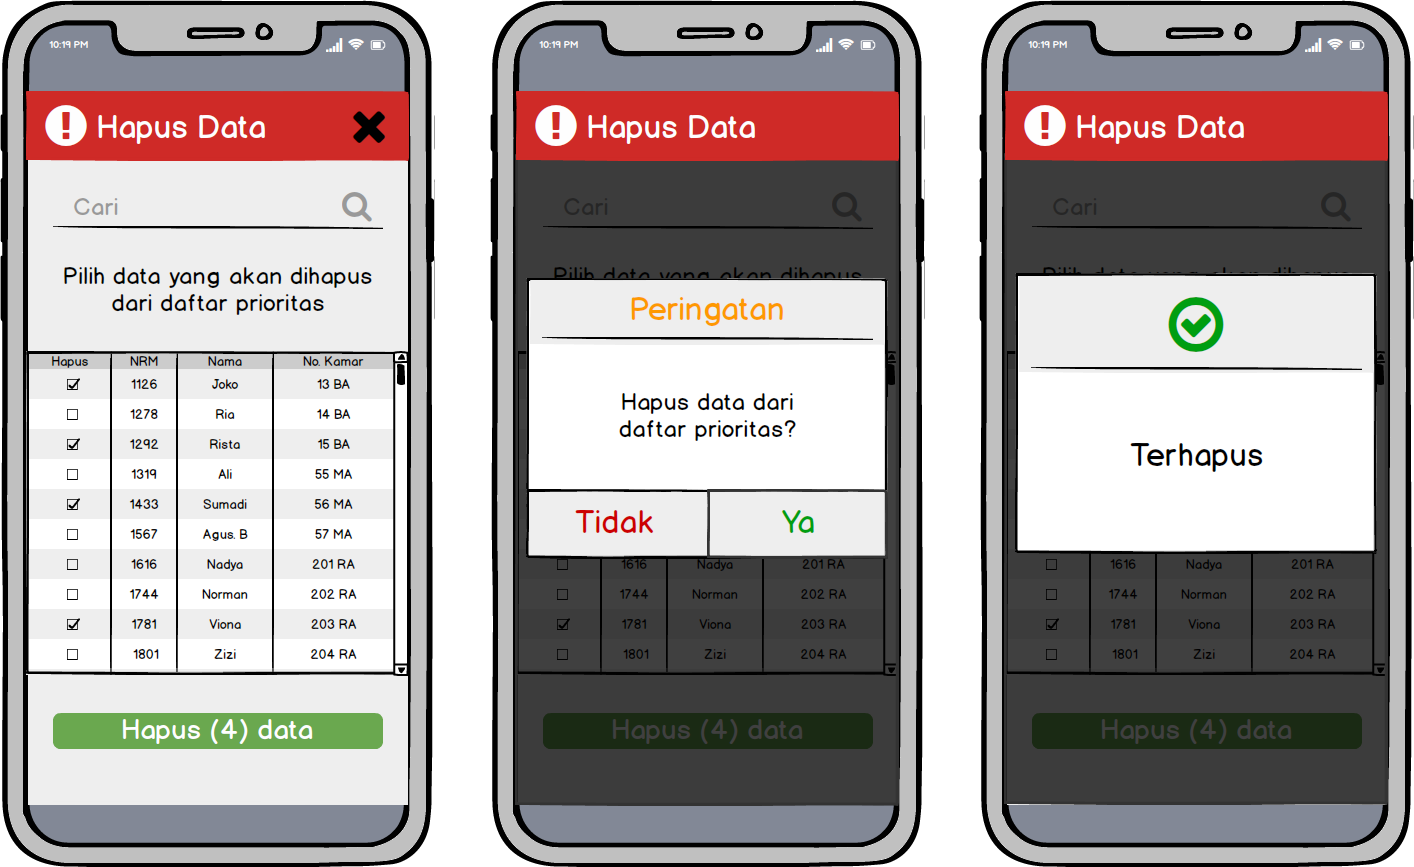 10:19 PM
Hapus Data
Cari
Pilih data yang akan dihapus
dari daftar prioritas
Hapus NRM Nama No. Kamar
1126 Joko 13 BA
1278 Ria 14 BA
1292 Rista 15 BA
1319 Ali 55 MA
1433 Sumadi 56 MA
1567 Agus. B 57 MA
1616 Nadya 201 RA
1744 Norman 202 RA
1781 Viona 203 RA
1801 Zizi 204 RA
Hapus (4) data
10:19 PM
Hapus Data
Cari
Pilih data yang akan dihapus
Peringatan
Hapus data dari
daftar prioritas?
Tidak Ya
1616 Nadya 201 RA
1744 Norman 202 RA
1781 Viona 203 RA
1801 Zizi 204 RA
Hapus (4) data
10:19 PM
Hapus Data
Cari
Pilih data yang akan dihapus
Terhapus
1616 Nadya 201 RA
1744 Norman 202 RA
1781 Viona 203 RA
1801 Zizi 204 RA
Hapus (4) data